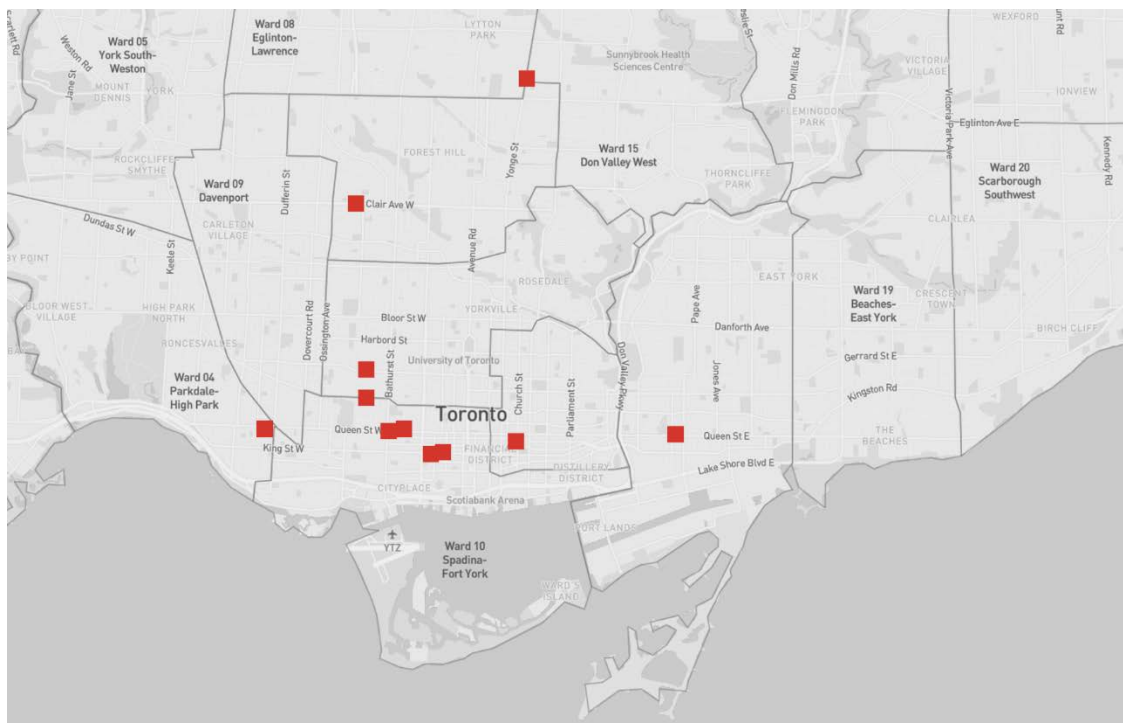 Ward 08
Eglinton-
Lawrence
LYTTON
PARK
WEXFORD
Ward 05
York South-
Weston
Weston Rd
Jane St
MOUNT
DENNIS
YORK
Sunnybrook Health
Sciences Centre
Don Mills Rd
VICTORIA
VILLAGE
Victoria Park Ave
IONVIEW
Eglinton Ave E
Kennedy Rd
FLEMINGDON
PARK
ROCKCLIFFE-
SMYTHE
FOREST HILL
Yonge St
Ward 15
Don Valley West
THORNCLIFFE
PARK
Ward 20
Scarborough
Southwest
Ward 09
Davenport
Dufferin St
Clair Ave W
Dundas St W
Keele St
CARLETON
VILLAGE
Avenue Rd
CLAIRLEA
BY POINT
ROSEDALE
EAST YORK
Ward 19
Beaches-
East York
CRESCENT
TOWN
BLOOR WEST
VILLAGE
HIGH PARK
NORTH
RONCESVALLES
Dovercourt Rd
Ossington Ave
Bloor St W
Harbord St
Bathurst St
YORKVILLE
University of Toronto
Pape Ave
Danforth Ave
BIRCH CLIFF
Gerrard St E
Kingston Rd
Ward 04
Parkdale-
High Park
Church St
Parliament St
Don Valley Pkwy
Jones Ave
Toronto
Queen St W
King St W
FINANCIAL
DISTRICT
Queen St E
THE
BEACHES
DISTILLERY
DISTRICT
Lake Shore Blvd E
CITYPLACE
Scotiabank Arena
YTZ
PORT LANDS
Ward 10
Spadina-
Fort York
WARD'S
ISLAND